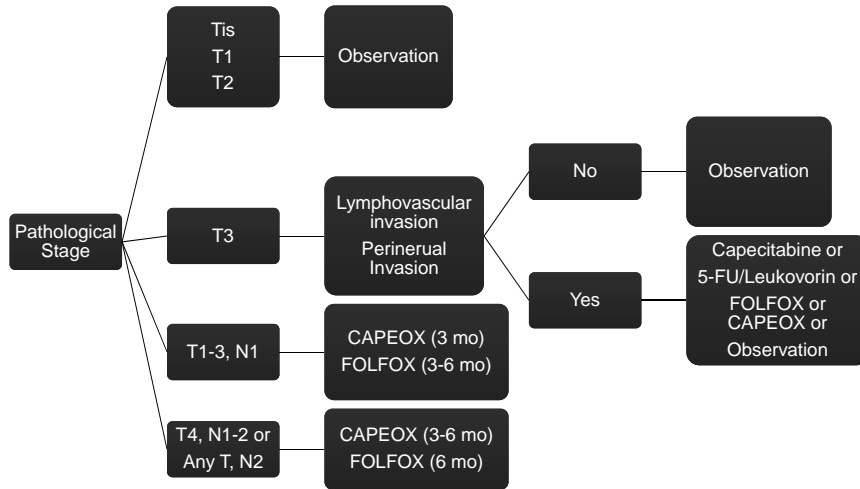 Pathological
Stage
Tis
T1
T2
Observation
T3
Lymphovascular
invasion
Perinerual
Invasion
No
Observation
Yes
Capecitabine or
5-FU/Leukovorin or
FOLFOX or
CAPEOX or
Observation
T1-3, N1
CAPEOX (3 mo)
FOLFOX (3-6 mo)
T4, N1-2 or
Any T, N2
CAPEOX (3-6 mo)
FOLFOX (6 mo)